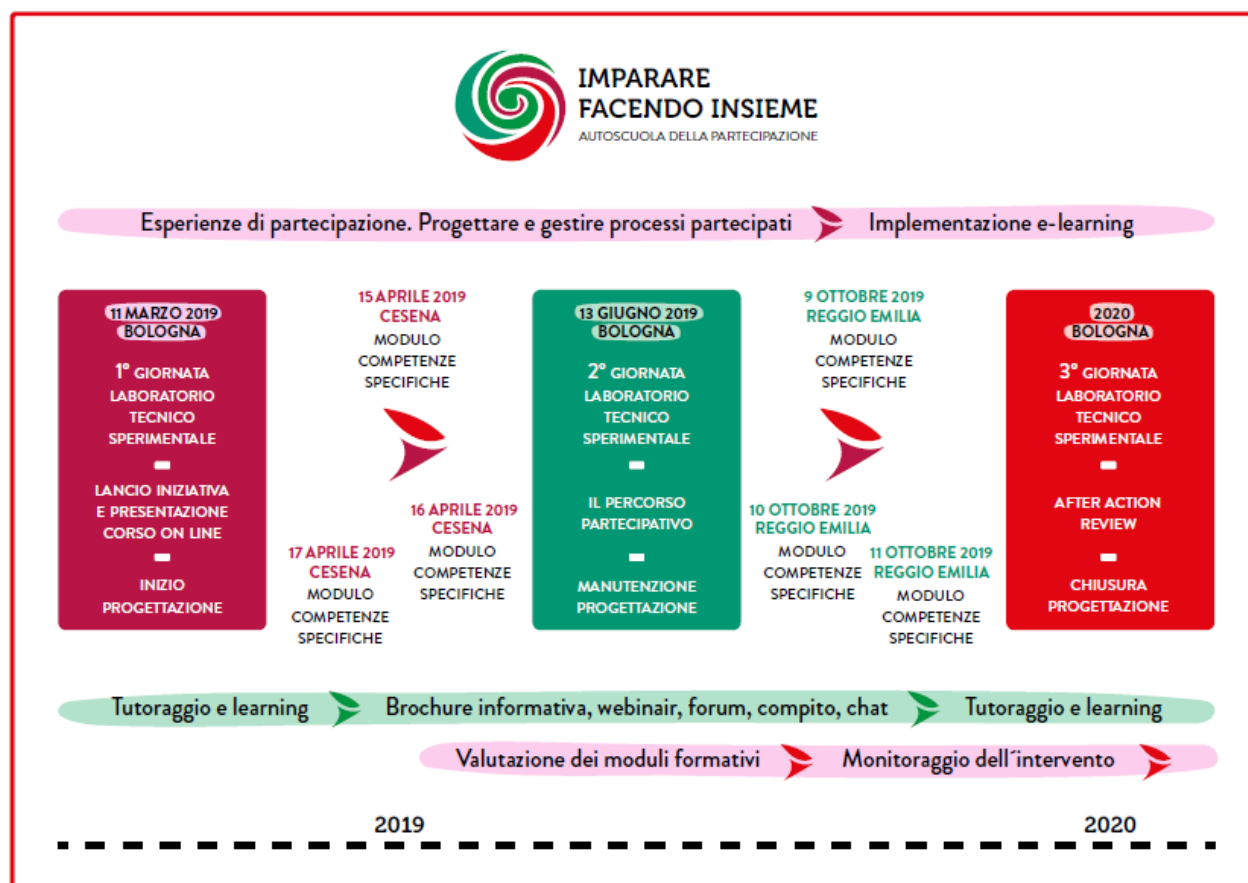 IMPARARE
FACENDO INSIEME
AUTOSCUOLA DELLA PARTECIPAZIONE
Esperienze di partecipazione. Progettare e gestire processi partecipati
Implementazione e-learning
11 MARZO 2019
BOLOGNA
1° GIORNATA
LABORATORIO
TECNICO
SPERIMENTALE
LANCIO INIZIATIVA
E PRESENTAZIONE
CORSO ON LINE
INIZIO
PROGETTAZIONE
15 APRILE 2019
CESENA
MODULO
COMPETENZE
SPECIFICHE
16 APRILE 2019
CESENA
MODULO
COMPETENZE
SPECIFICHE
17 APRILE 2019
CESENA
MODULO
COMPETENZE
SPECIFICHE
13 GIUGNO 2019
BOLOGNA
2° GIORNATA
LABORATORIO
TECNICO
SPERIMENTALE
IL PERCORSO
PARTECIPATIVO
MANUTENZIONE
PROGETTAZIONE
9 OTTOBRE 2019
REGGIO EMILIA
MODULO
COMPETENZE
SPECIFICHE
10 OTTOBRE 2019
REGGIO EMILIA
MODULO
COMPETENZE
SPECIFICHE
11 OTTOBRE 2019
REGGIO EMILIA
MODULO
COMPETENZE
SPECIFICHE
2020
BOLOGNA
3° GIORNATA
LABORATORIO
TECNICO
SPERIMENTALE
AFTER ACTION
REVIEW
CHIUSURA
PROGETTAZIONE
Tutoraggio e learning
Brochure informativa, webinair, forum, compito, chat
Tutoraggio e learning
Valutazione dei moduli formativi
Monitoraggio dell´intervento
2019
2020